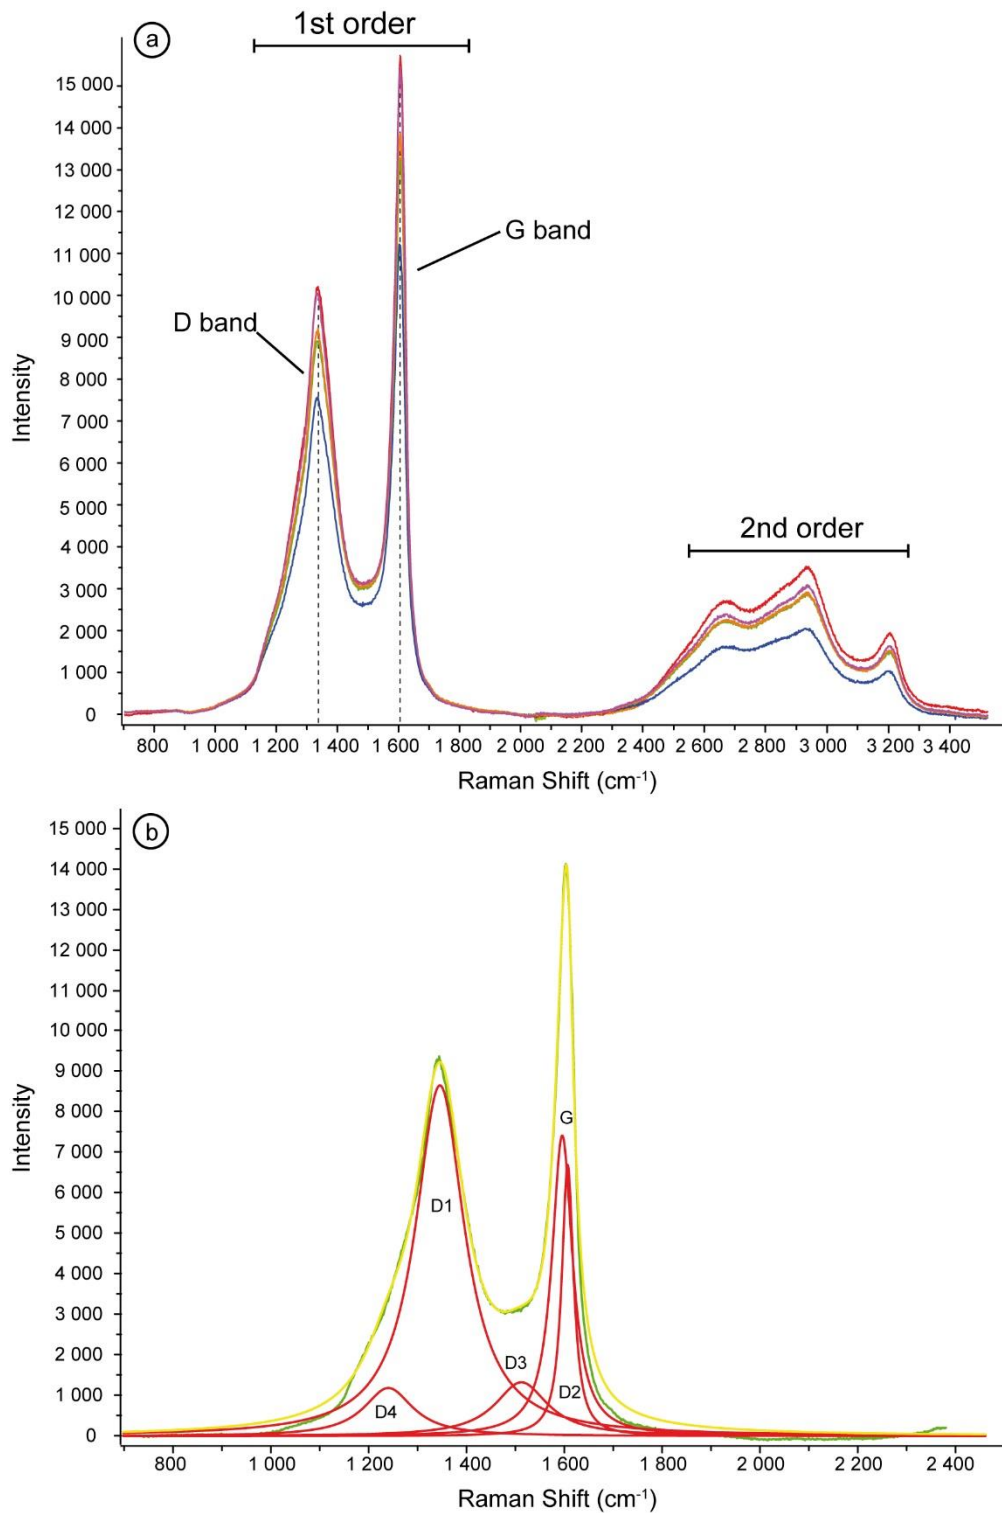 a
1st order
15 000
14 000
13 000
12 000
11 000
10 000
9 000
8 000
7 000
6 000
5 000
4 000
3 000
2 000
1 000
0
Intensity
G band
D band
2nd order
800 1 000 1 200 1 400 1 600 1 800 2 000 2 200 2 400 2 600 2 800 3 000 3 200 3 400
Raman Shift (cm⁻¹)
b
15 000
14 000
13 000
12 000
11 000
10 000
9 000
8 000
7 000
6 000
5 000
4 000
3 000
2 000
1 000
0
Intensity
G
D1
D3
D2
D4
800 1 000 1 200 1 400 1 600 1 800 2 000 2 200 2 400
Raman Shift (cm⁻¹)